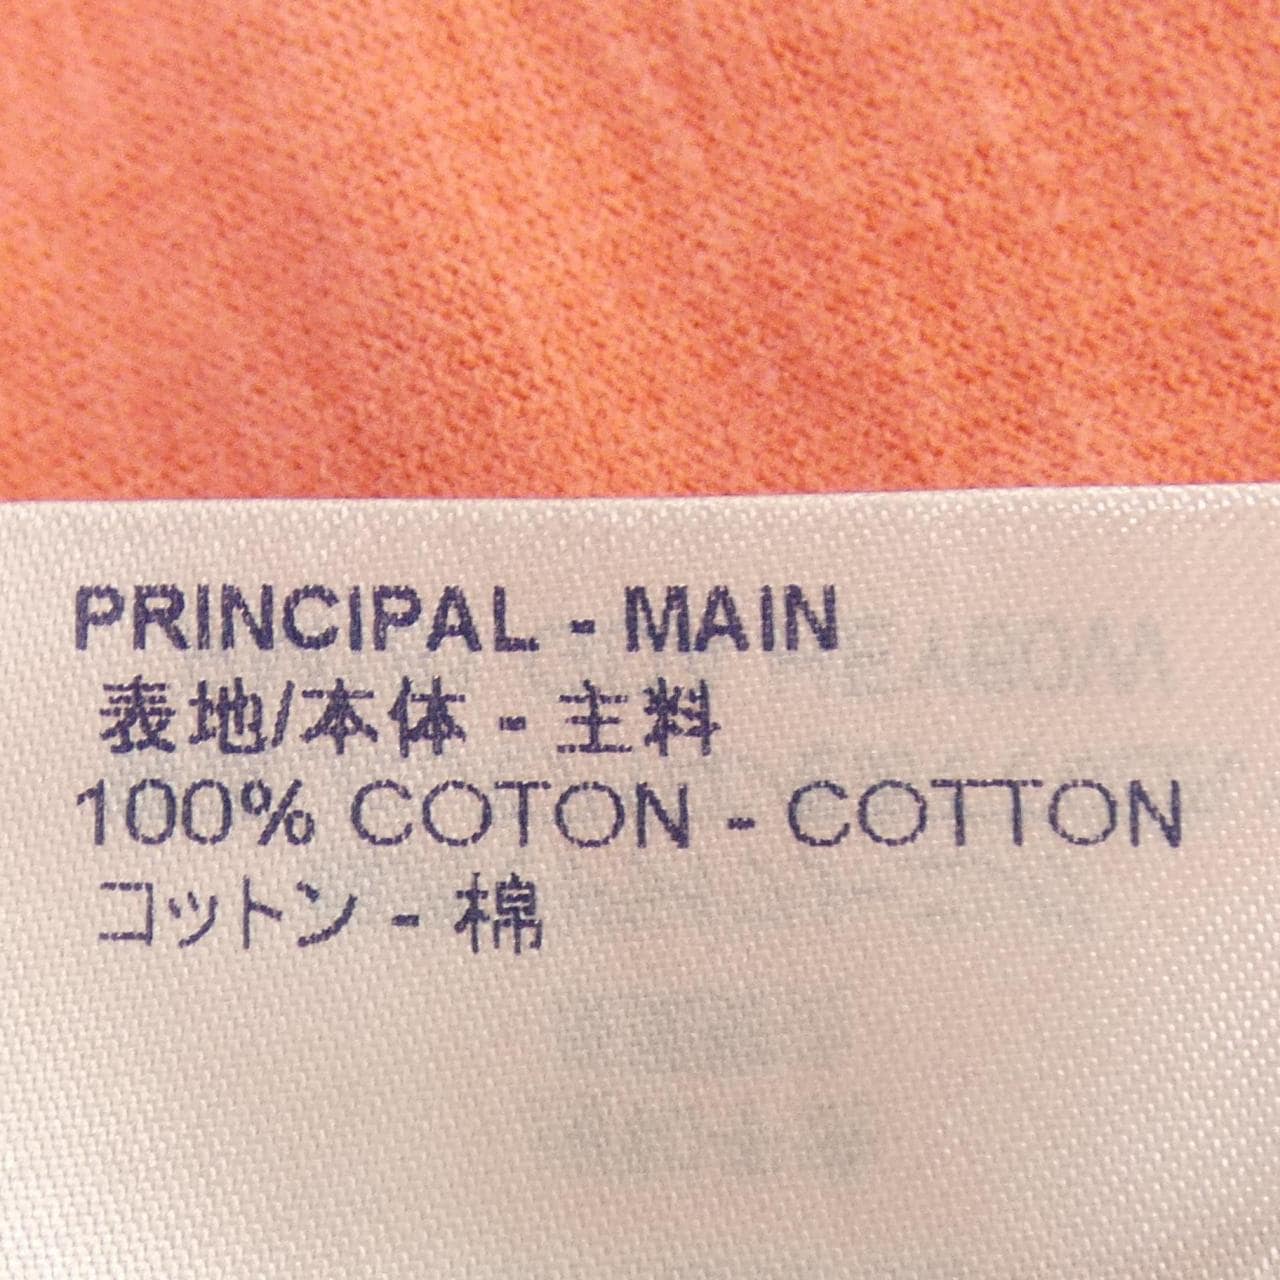 PRINCIPAL - MAIN
表地/本体 - 主料
100% COTON - COTTON
コットン - 棉